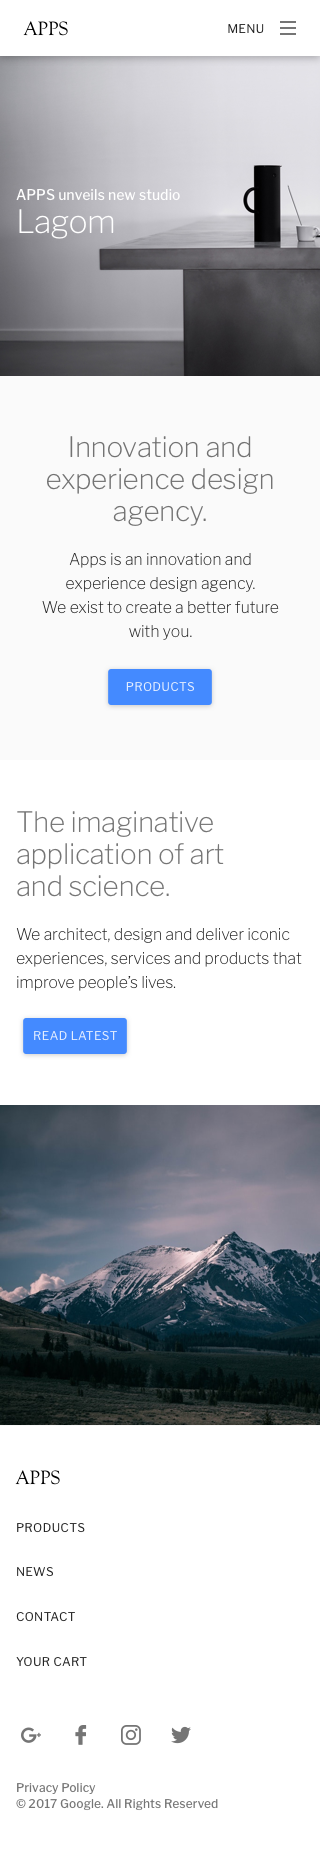 APPS
MENU
APPS unveils new studio
Lagom
Innovation and
experience design
agency.
Apps is an innovation and
experience design agency.
We exist to create a better future
with you.
PRODUCTS
The imaginative
application of art
and science.
We architect, design and deliver iconic
experiences, services and products that
improve people’s lives.
READ LATEST
APPS
PRODUCTS
NEWS
CONTACT
YOUR CART
Privacy Policy
© 2017 Google. All Rights Reserved